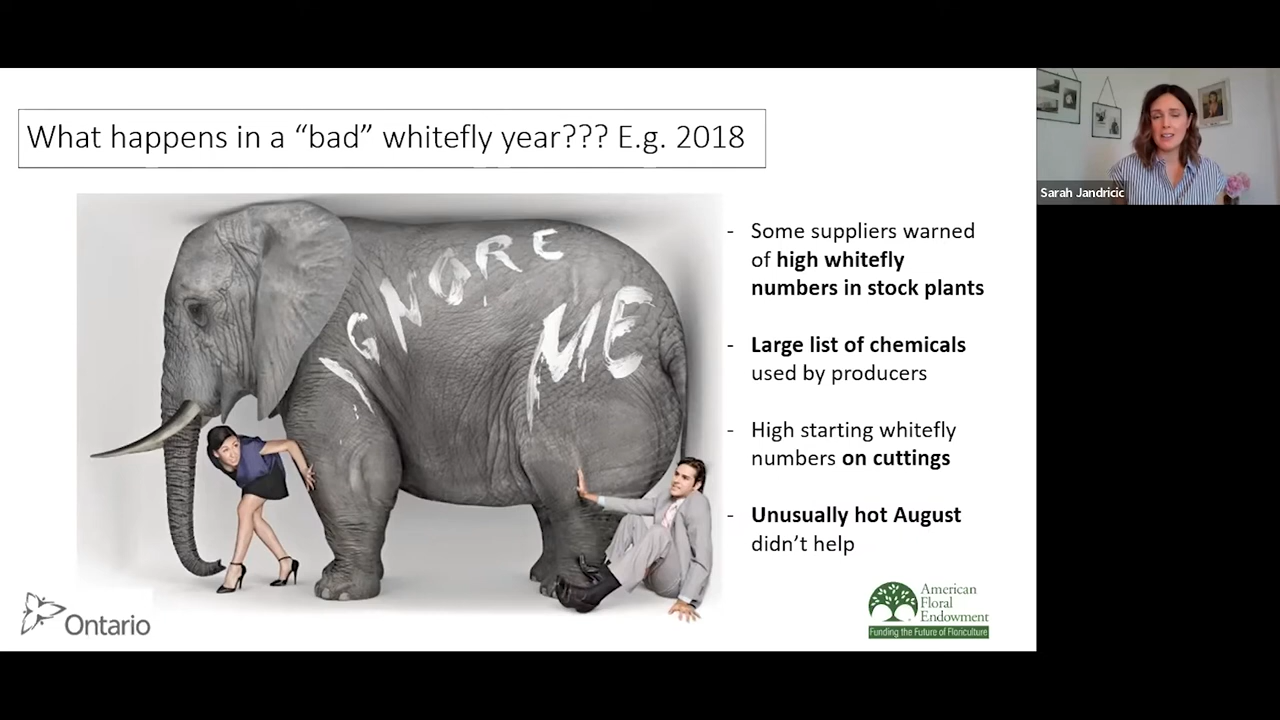 What happens in a “bad” whitefly year??? E.g. 2018
Sarah Jandricic
IGNORE
ME
- Some suppliers warned
of high whitefly
numbers in stock plants
- Large list of chemicals
used by producers
- High starting whitefly
numbers on cuttings
- Unusually hot August
didn’t help
Ontario
American
Floral
Endowment
Funding the Future of Floriculture